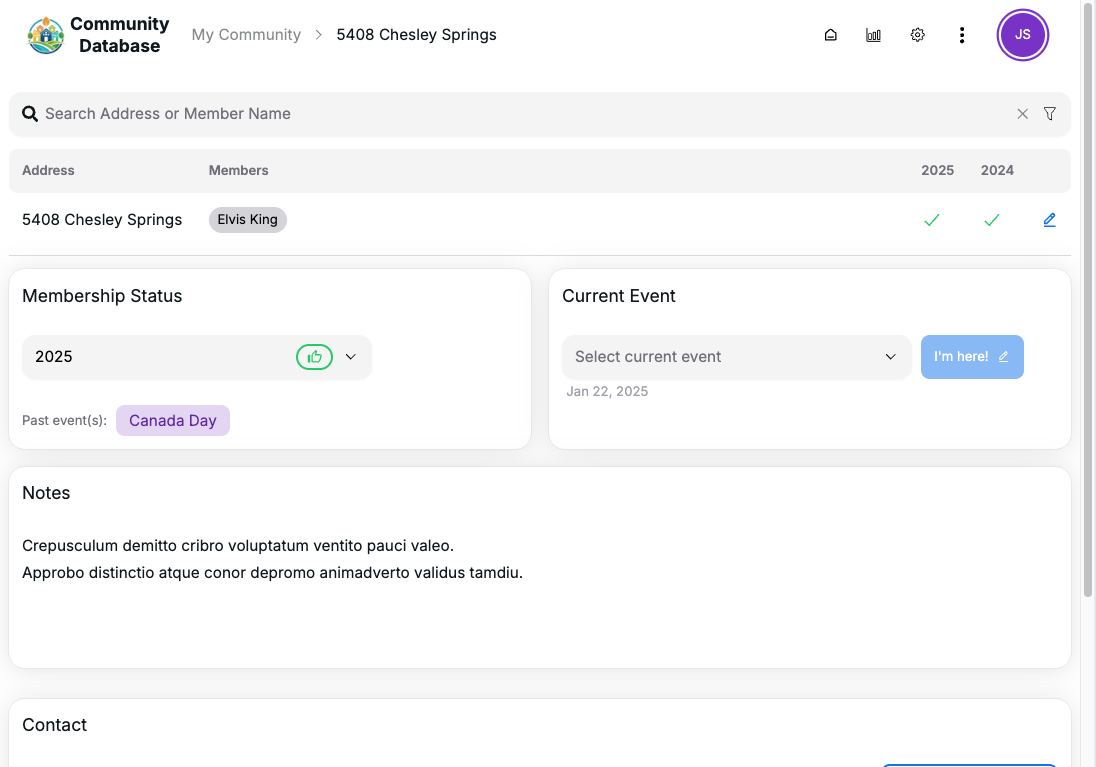 Community
Database
My Community > 5408 Chesley Springs
JS
Search Address or Member Name
Address Members 2025 2024
5408 Chesley Springs Elvis King
Membership Status
2025
Past event(s): Canada Day
Current Event
Select current event I'm here!
Jan 22, 2025
Notes
Crepusculum demitto cribro voluptatum ventito pauci valeo.
Approbo distinctio atque conor depromo animadverto validus tamdiu.
Contact